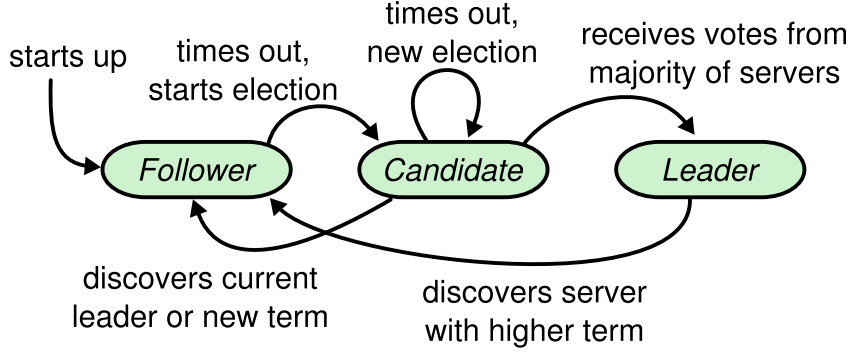 starts up
times out,
starts election
times out,
new election
receives votes from
majority of servers
Follower
Candidate
Leader
discovers current
leader or new term
discovers server
with higher term